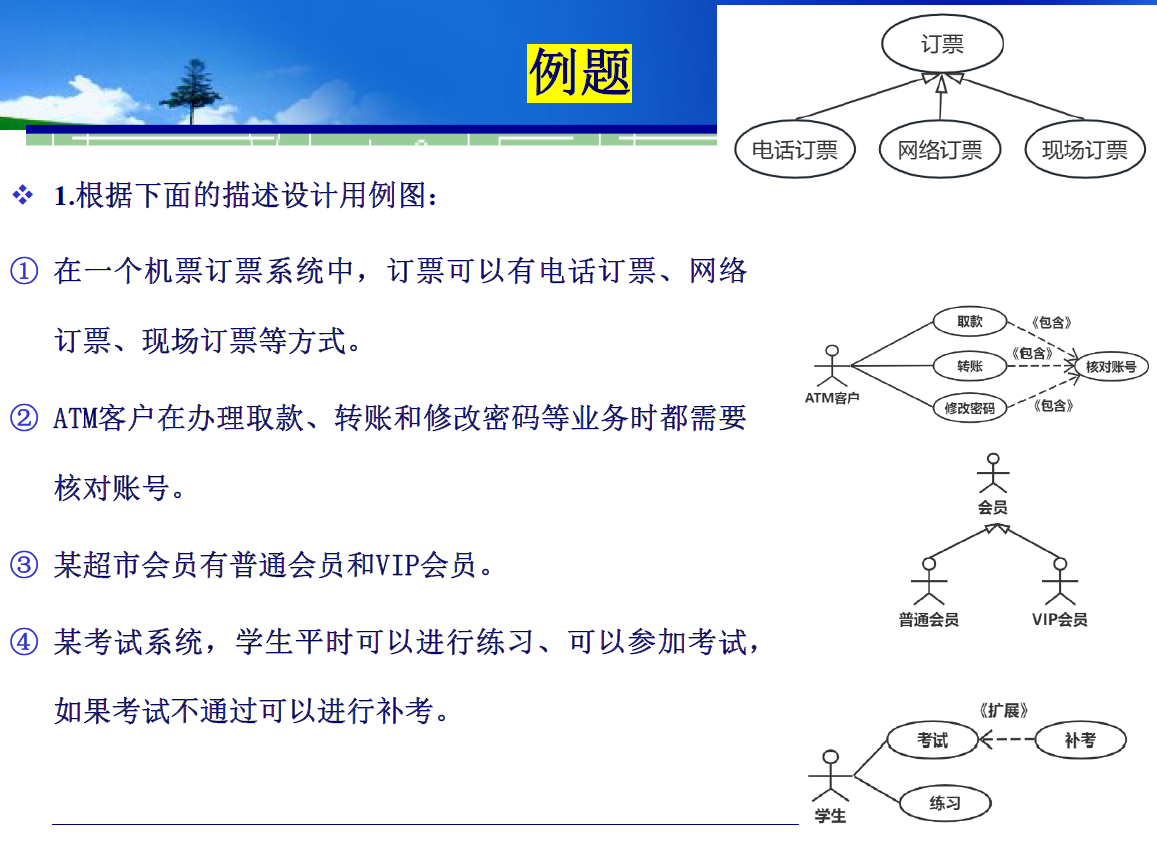 例题
订票
电话订票 网络订票 现场订票
❖ 1.根据下面的描述设计用例图：
① 在一个机票订票系统中，订票可以有电话订票、网络
订票、现场订票等方式。
② ATM客户在办理取款、转账和修改密码等业务时都需要
核对账号。
③ 某超市会员有普通会员和VIP会员。
④ 某考试系统，学生平时可以进行练习、可以参加考试，
如果考试不通过可以进行补考。
取款 《包含》
转账 《包含》 核对账号
ATM客户
修改密码 《包含》
会员
普通会员 VIP会员
《扩展》
考试 补考
练习
学生